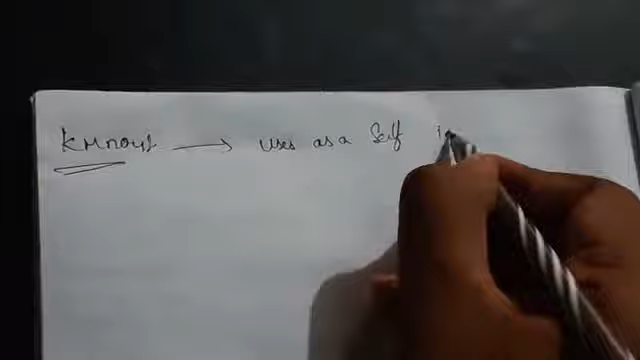 KMnO4 → uses as a Self i